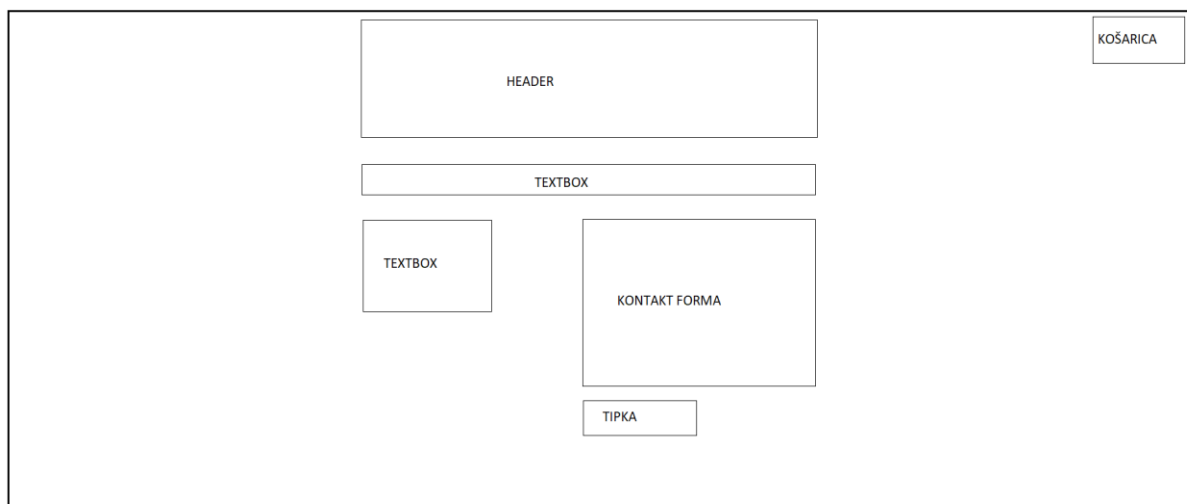 KOŠARICA
HEADER
TEXTBOX
TEXTBOX
KONTAKT FORMA
TIPKA